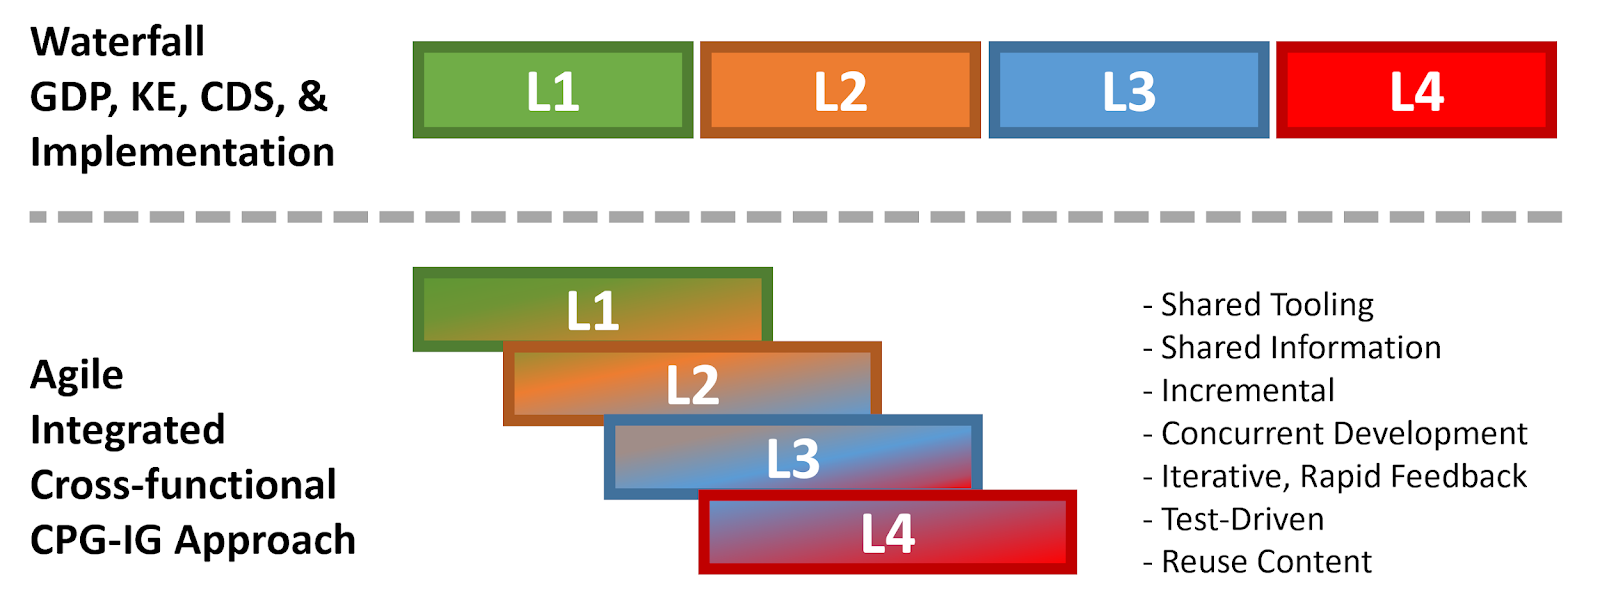 Waterfall
GDP, KE, CDS, &
Implementation
L1
L2
L3
L4
Agile
Integrated
Cross-functional
CPG-IG Approach
L1
L2
L3
L4
- Shared Tooling
- Shared Information
- Incremental
- Concurrent Development
- Iterative, Rapid Feedback
- Test-Driven
- Reuse Content